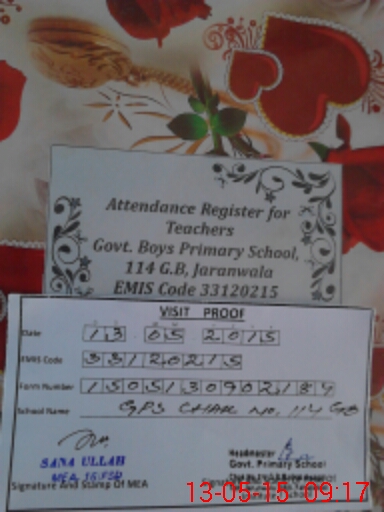 Attendance Register for
Teachers
Govt. Boys Primary School,
114 G.B, Jaranwala
EMIS Code 33120215
VISIT PROOF
Date 13 05 2015
EMIS Code 33120215
Form Number
School Name GPS CHAK NO. 114 GB
SANA ULLAH
Headmaster
Govt. Primary School
Signature And Stamp Of MEA
13-05-15 09:17